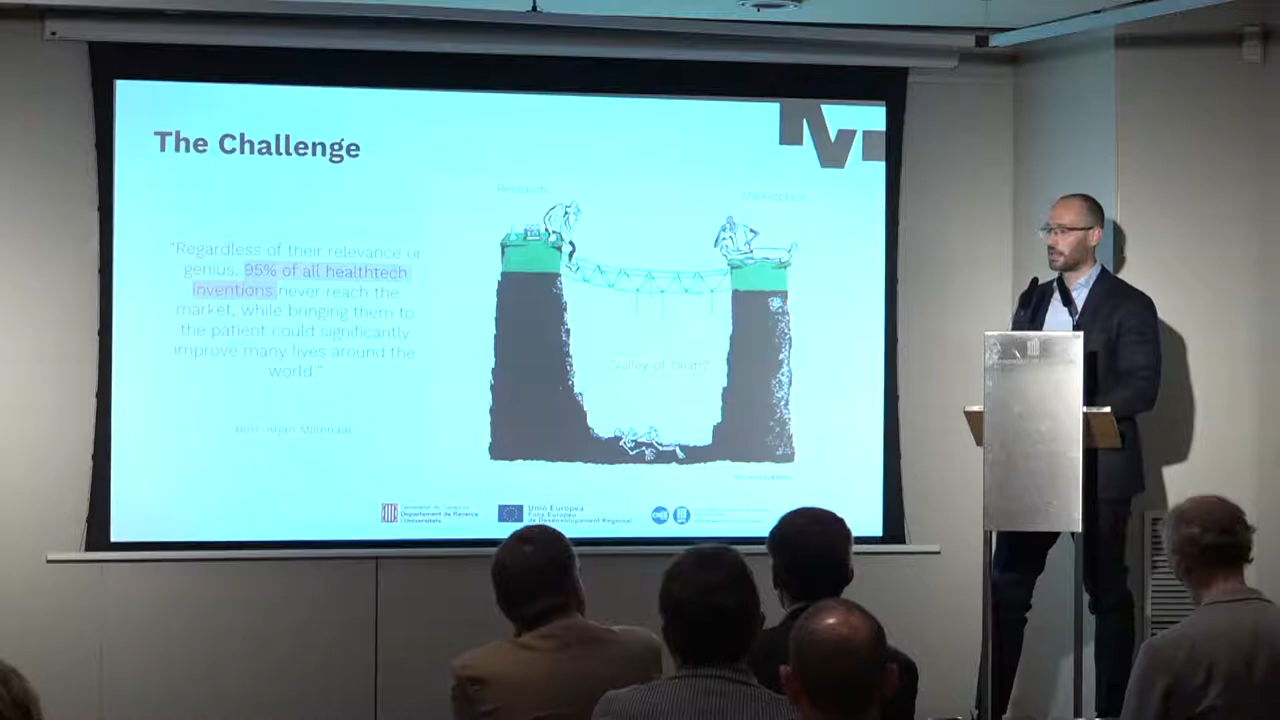 The Challenge
Research
Marketplace
"Regardless of their relevance or
genius, 95% of all healthtech
inventions never reach the
market, while bringing them to
the patient could significantly
improve many lives around the
world."
"Valley of Death"
Bert-Arjan Millenaar
Departament de Recerca
i Universitats
Unió Europea
Fons Europeu
de Desenvolupament Regional